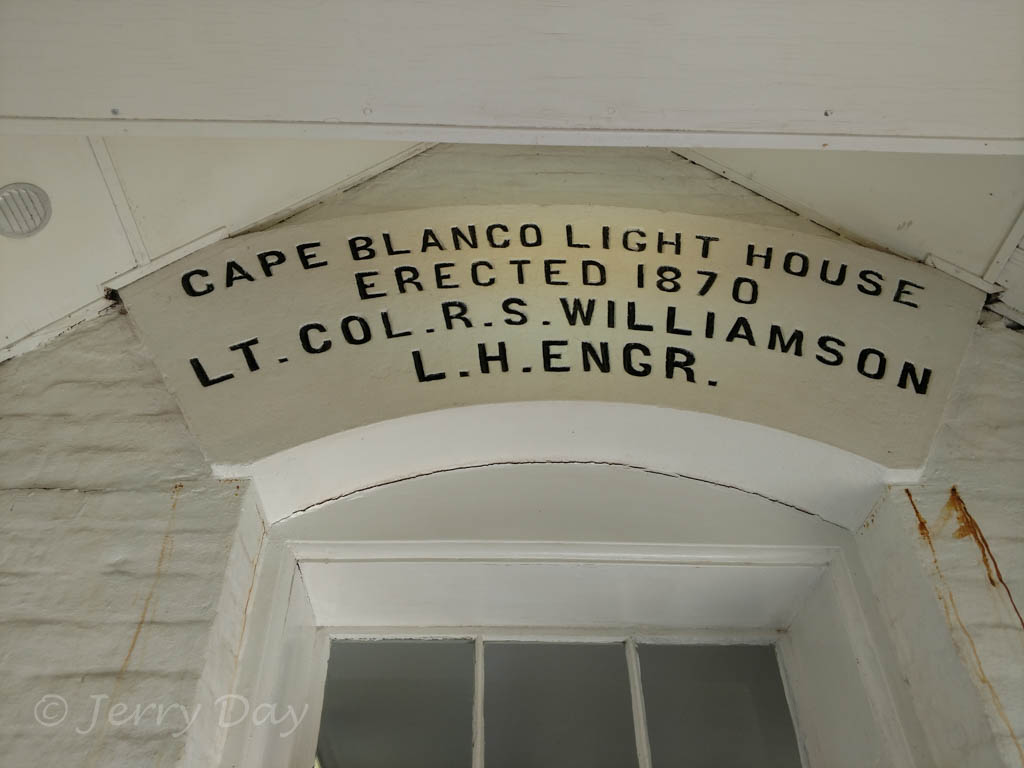 CAPE BLANCO LIGHT HOUSE
ERECTED 1870
LT. COL. R. S. WILLIAMSON
L. H. ENGR.
© Jerry Day